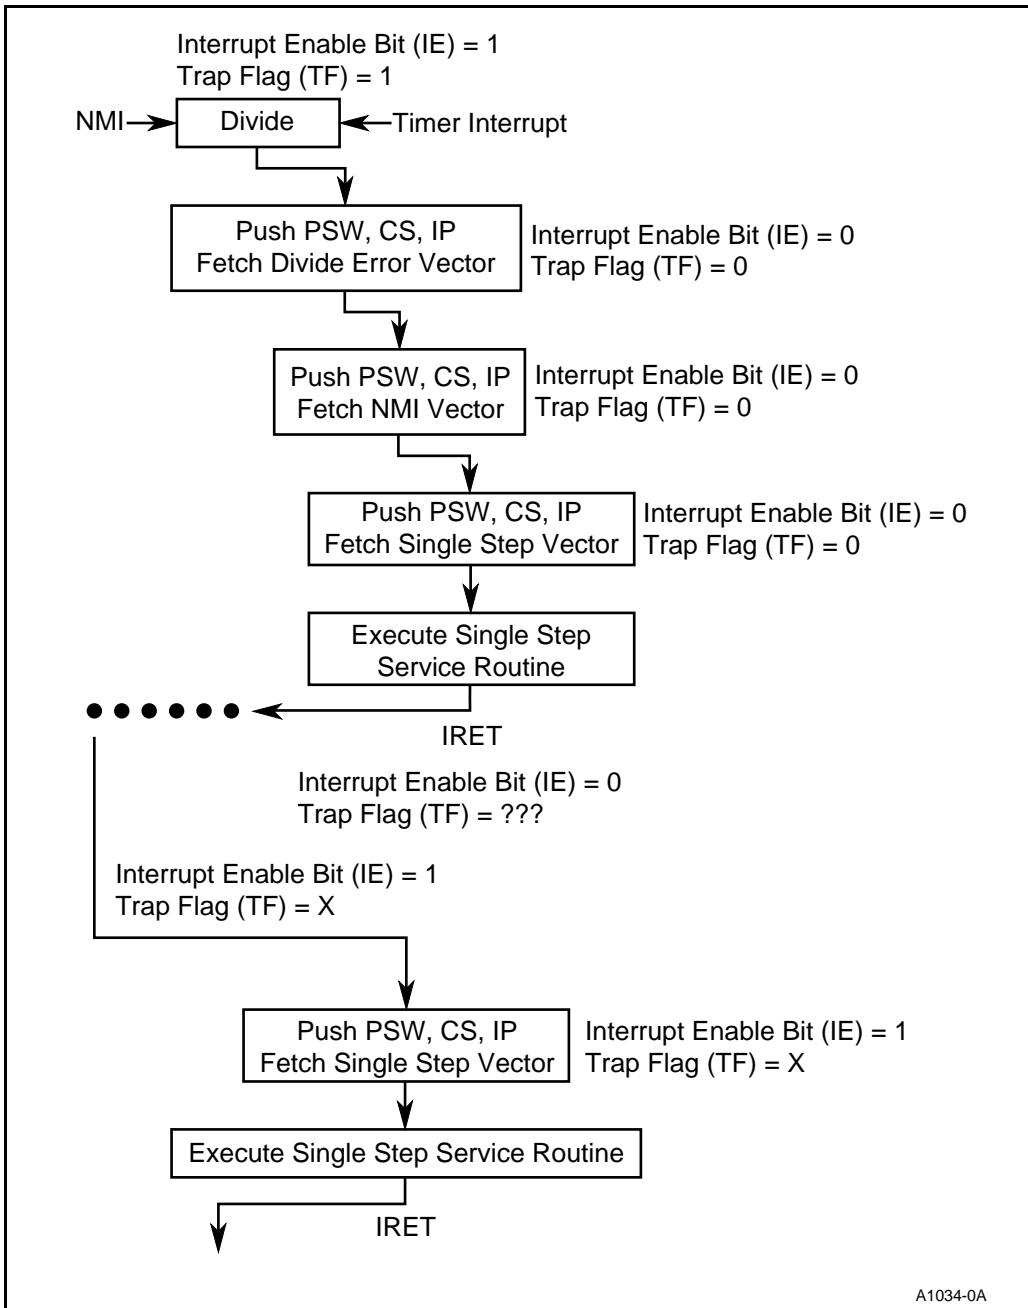 Interrupt Enable Bit (IE) = 1
Trap Flag (TF) = 1
NMI
Divide
Timer Interrupt
Push PSW, CS, IP
Fetch Divide Error Vector
Interrupt Enable Bit (IE) = 0
Trap Flag (TF) = 0
Push PSW, CS, IP
Fetch NMI Vector
Interrupt Enable Bit (IE) = 0
Trap Flag (TF) = 0
Push PSW, CS, IP
Fetch Single Step Vector
Interrupt Enable Bit (IE) = 0
Trap Flag (TF) = 0
Execute Single Step
Service Routine
IRET
Interrupt Enable Bit (IE) = 0
Trap Flag (TF) = ???
Interrupt Enable Bit (IE) = 1
Trap Flag (TF) = X
Push PSW, CS, IP
Fetch Single Step Vector
Interrupt Enable Bit (IE) = 1
Trap Flag (TF) = X
Execute Single Step Service Routine
IRET
A1034-0A